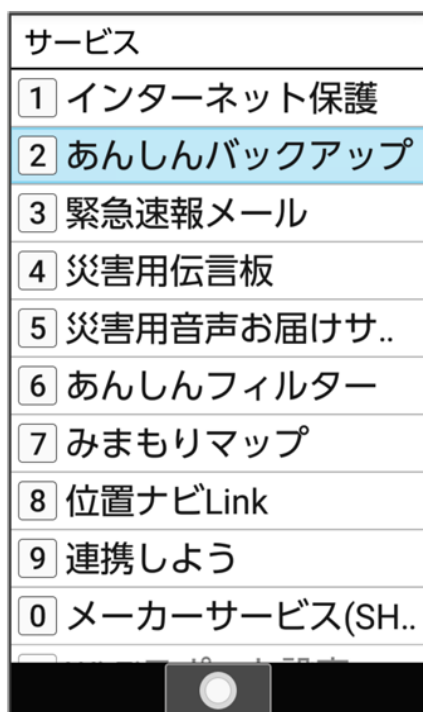 サービス
1 インターネット保護
2 あんしんバックアップ
3 緊急速報メール
4 災害用伝言板
5 災害用音声お届けサ..
6 あんしんフィルター
7 みまもりマップ
8 位置ナビLink
9 連携しよう
0 メーカーサービス(SH..